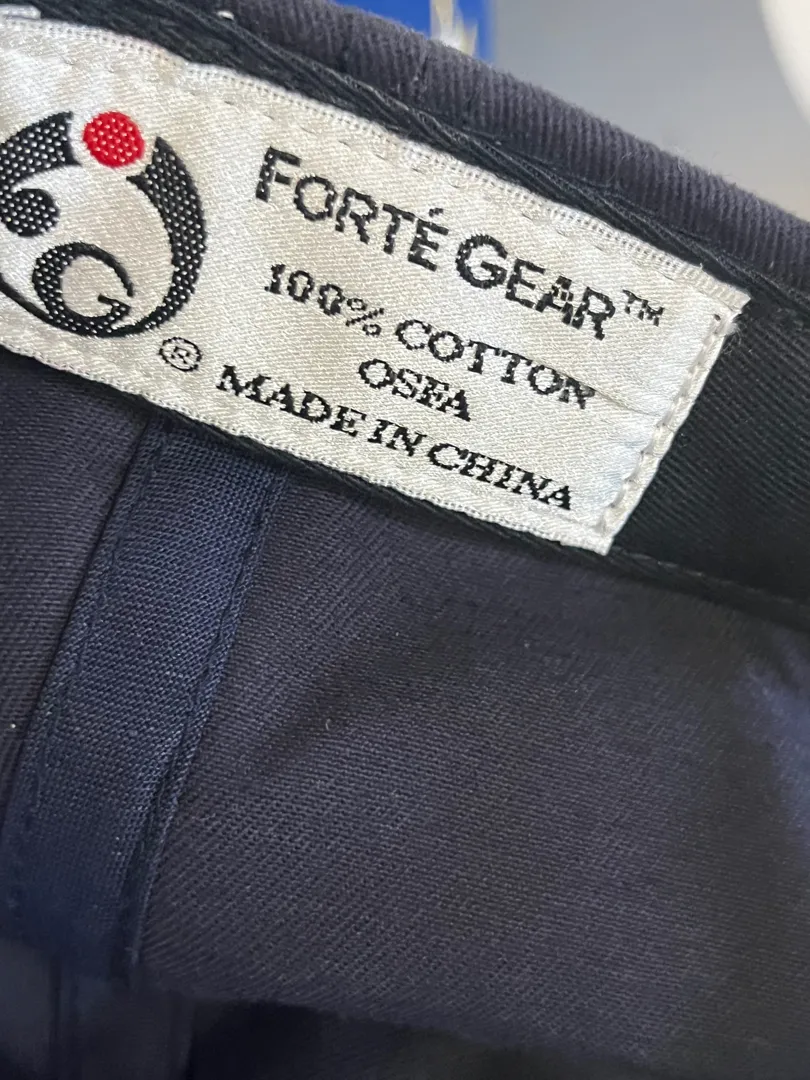 FORTÉ GEAR™
100% COTTON
OSFA
® MADE IN CHINA